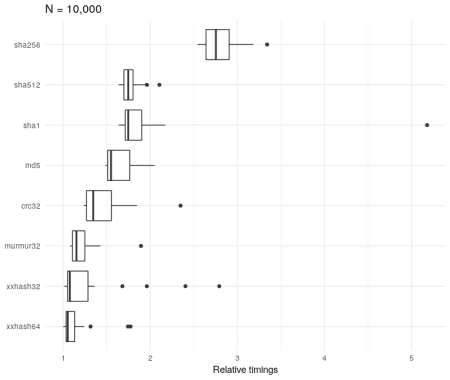 N = 10,000
sha256
sha512
sha1
md5
crc32
murmur32
xxhash32
xxhash64
1 2 3 4 5
Relative timings